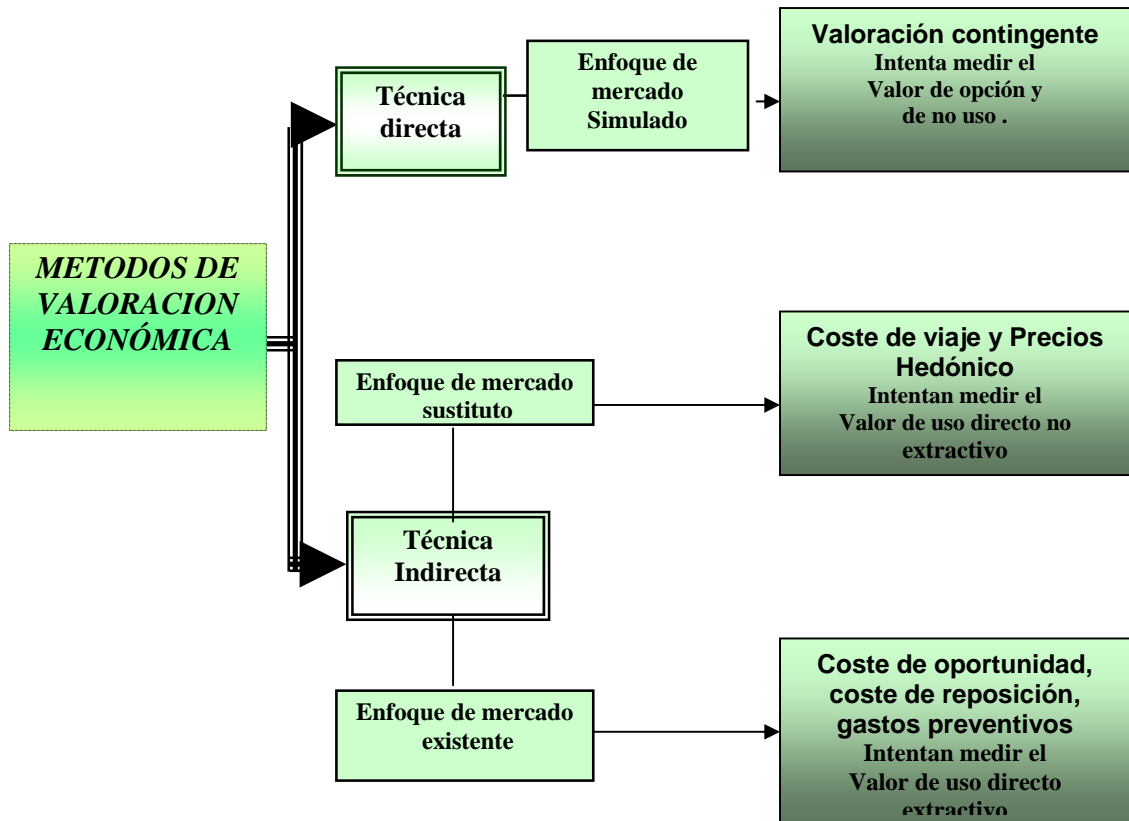 Valoración contingente
Intenta medir el
Valor de opción y
de no uso .
Enfoque de
mercado
Simulado
Técnica
directa
METODOS DE
VALORACION
ECONÓMICA
Coste de viaje y Precios
Hedónico
Intentan medir el
Valor de uso directo no
extractivo
Enfoque de mercado
sustituto
Técnica
Indirecta
Enfoque de mercado
existente
Coste de oportunidad,
coste de reposición,
gastos preventivos
Intentan medir el
Valor de uso directo
extractivo